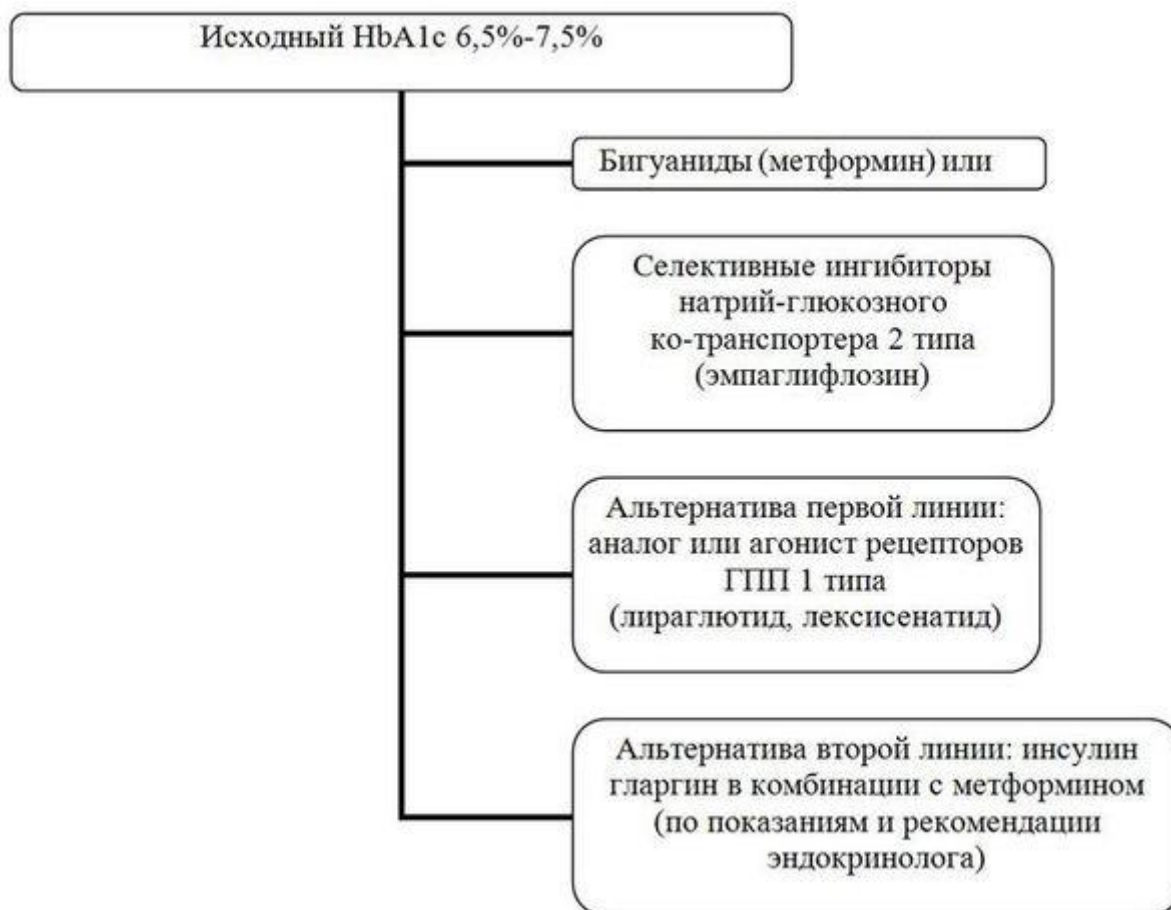 Исходный HbA1c 6,5%-7,5%
Бигуаниды (метформин) или
Селективные ингибиторы
натрий-глюкозного
ко-транспортера 2 типа
(эмпаглифлозин)
Альтернатива первой линии:
аналог или агонист рецепторов
ГПП 1 типа
(лираглютид, лексисенатид)
Альтернатива второй линии: инсулин
гларгин в комбинации с метформином
(по показаниям и рекомендации
эндокринолога)